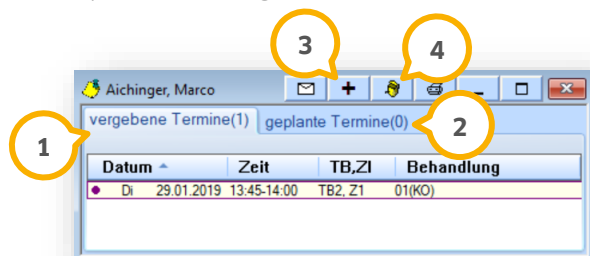 3
4
Aichinger, Marco
vergebene Termine(1) geplante Termine(0)
1
2
Datum Zeit TB,ZI Behandlung
Di 29.01.2019 13:45-14:00 TB2, Z1 01(KO)